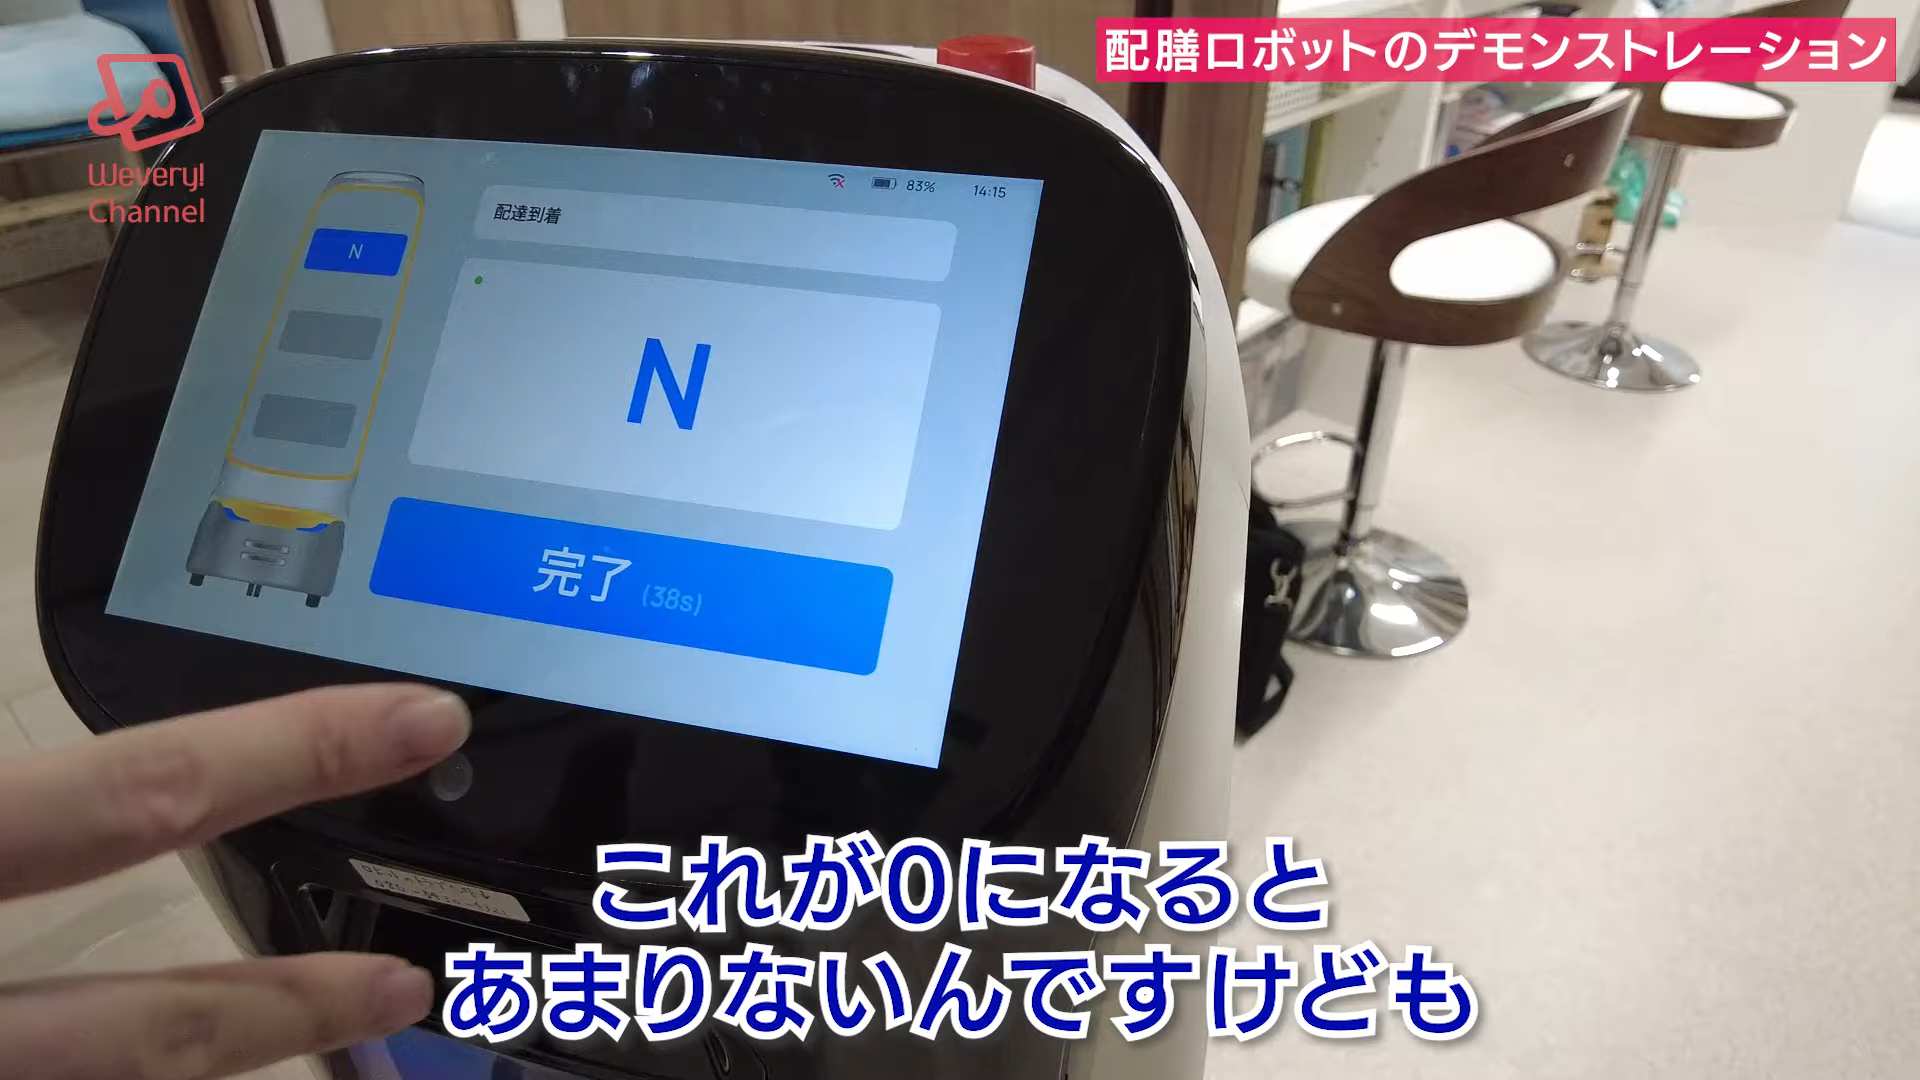 配膳ロボットのデモンストレーション
Wevery!
Channel
83%
14:15
配達到着
N
N
完了 (38s)
これが0になると
あまりないんですけども